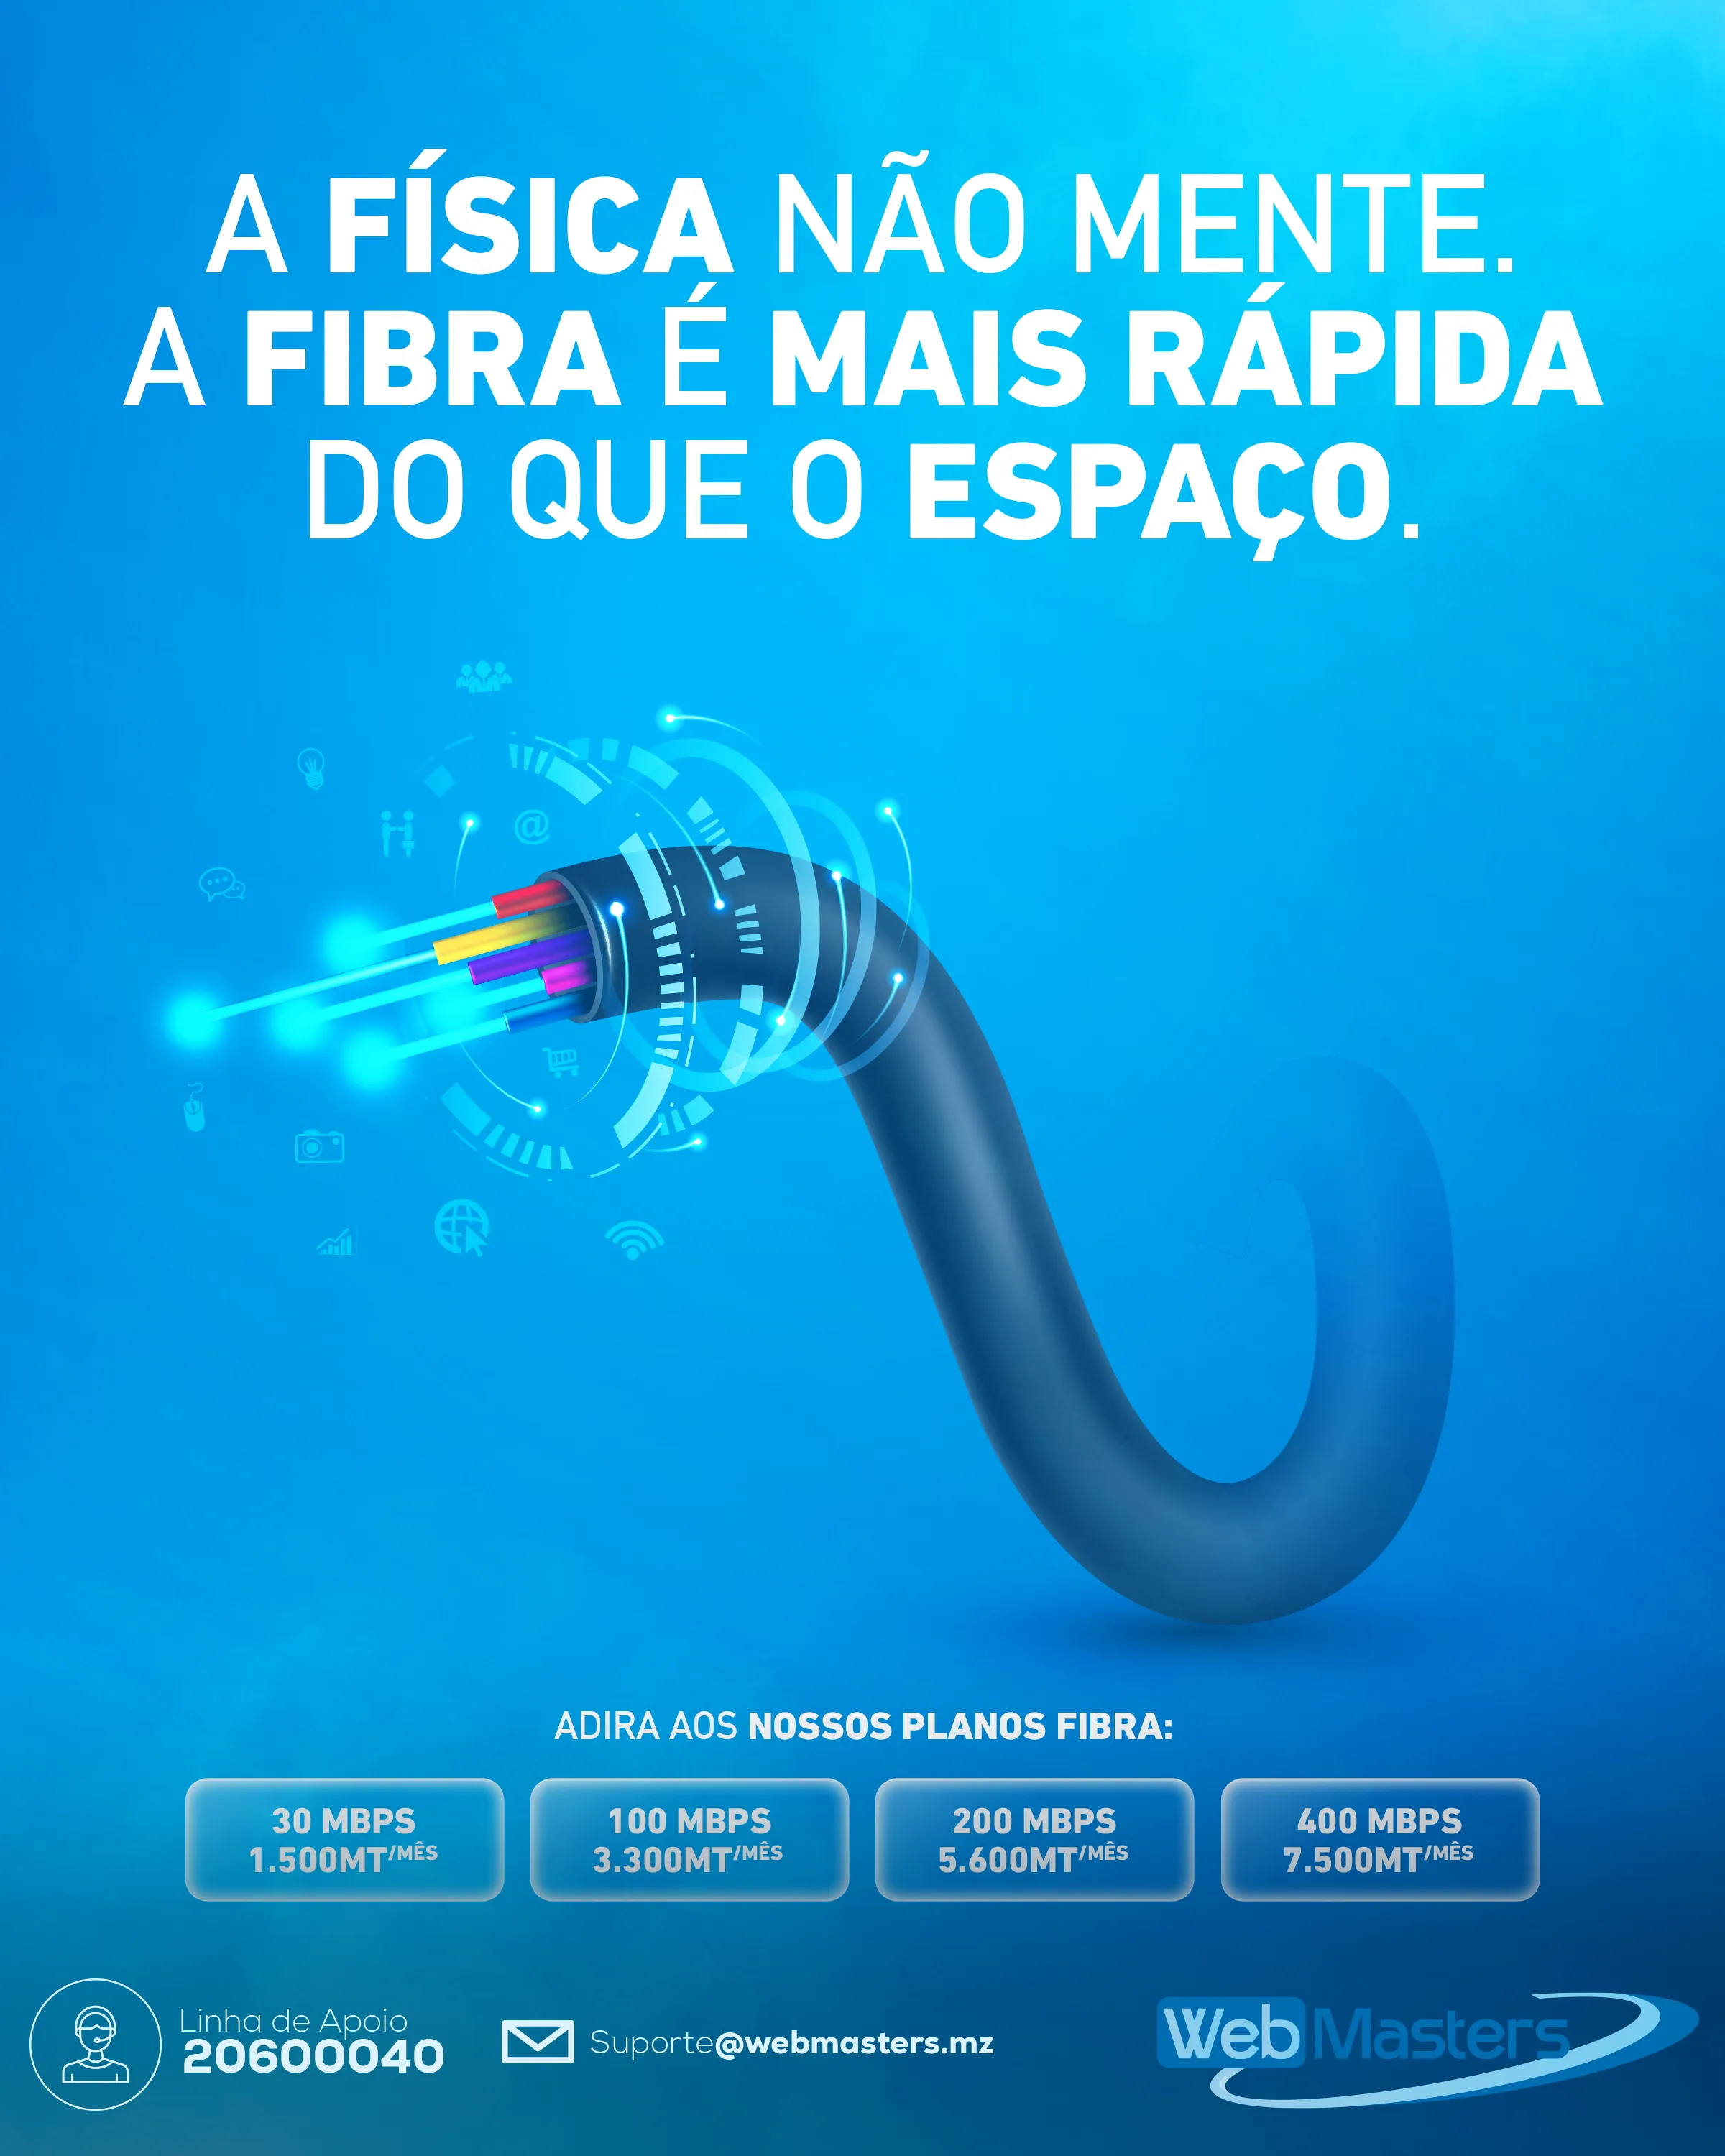 A FÍSICA NÃO MENTE.
A FIBRA É MAIS RÁPIDA
DO QUE O ESPAÇO.
@
ADIRA AOS NOSSOS PLANOS FIBRA:
30 MBPS
1.500MT/MÊS
100 MBPS
3.300MT/MÊS
200 MBPS
5.600MT/MÊS
400 MBPS
7.500MT/MÊS
Linha de Apoio
20600040
Suporte@webmasters.mz
WebMasters